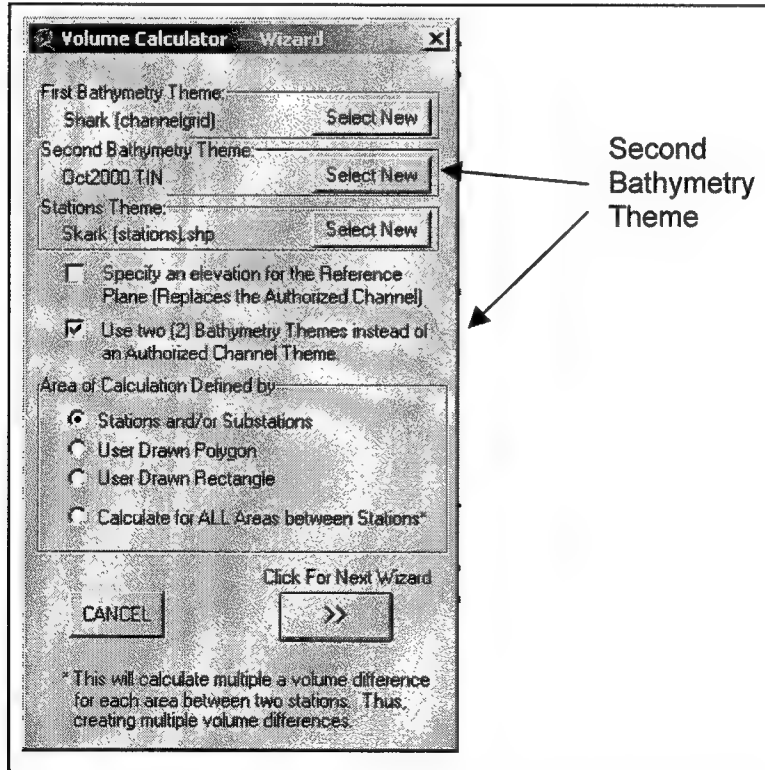 Volume Calculator — Wizard
First Bathymetry Theme:
Shark (channelgrid)
Select New
Second Bathymetry Theme:
Oct2000 TIN
Select New
Stations Theme:
Skark (stations).shp
Select New
Specify an elevation for the Reference
Plane (Replaces the Authorized Channel)
Use two (2) Bathymetry Themes instead of
an Authorized Channel Theme.
Area of Calculation Defined by
Stations and/or Substations
User Drawn Polygon
User Drawn Rectangle
Calculate for ALL Areas between Stations*
Click For Next Wizard
CANCEL
>>
* This will calculate multiple a volume difference
for each area between two stations. Thus,
creating multiple volume differences.
Second
Bathymetry
Theme